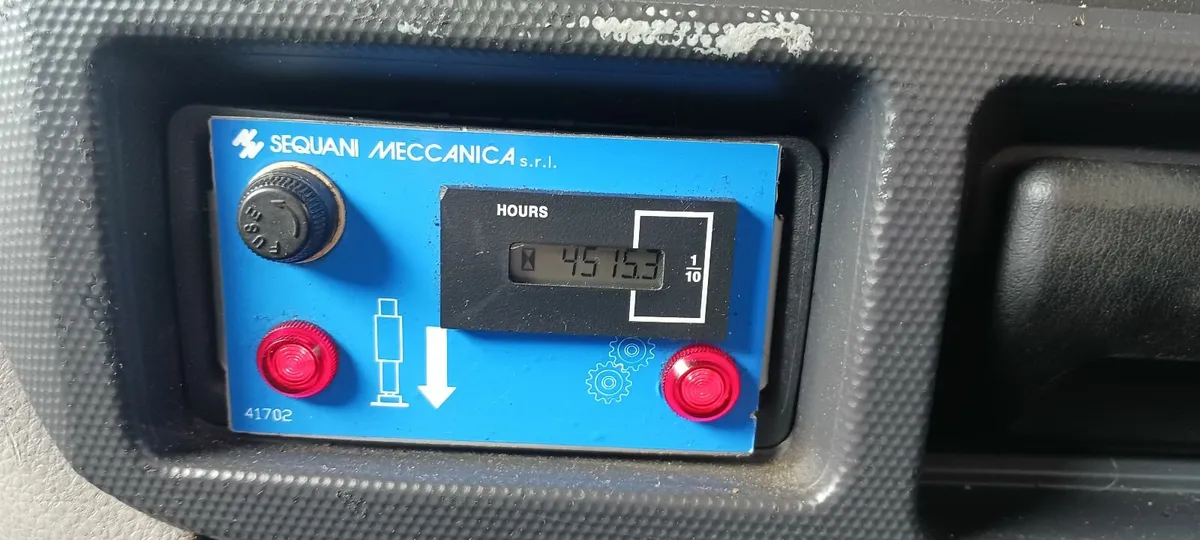 SEQUANI MECCANICA s.r.l.
HOURS
FUSE
4515.3
1
10
41702